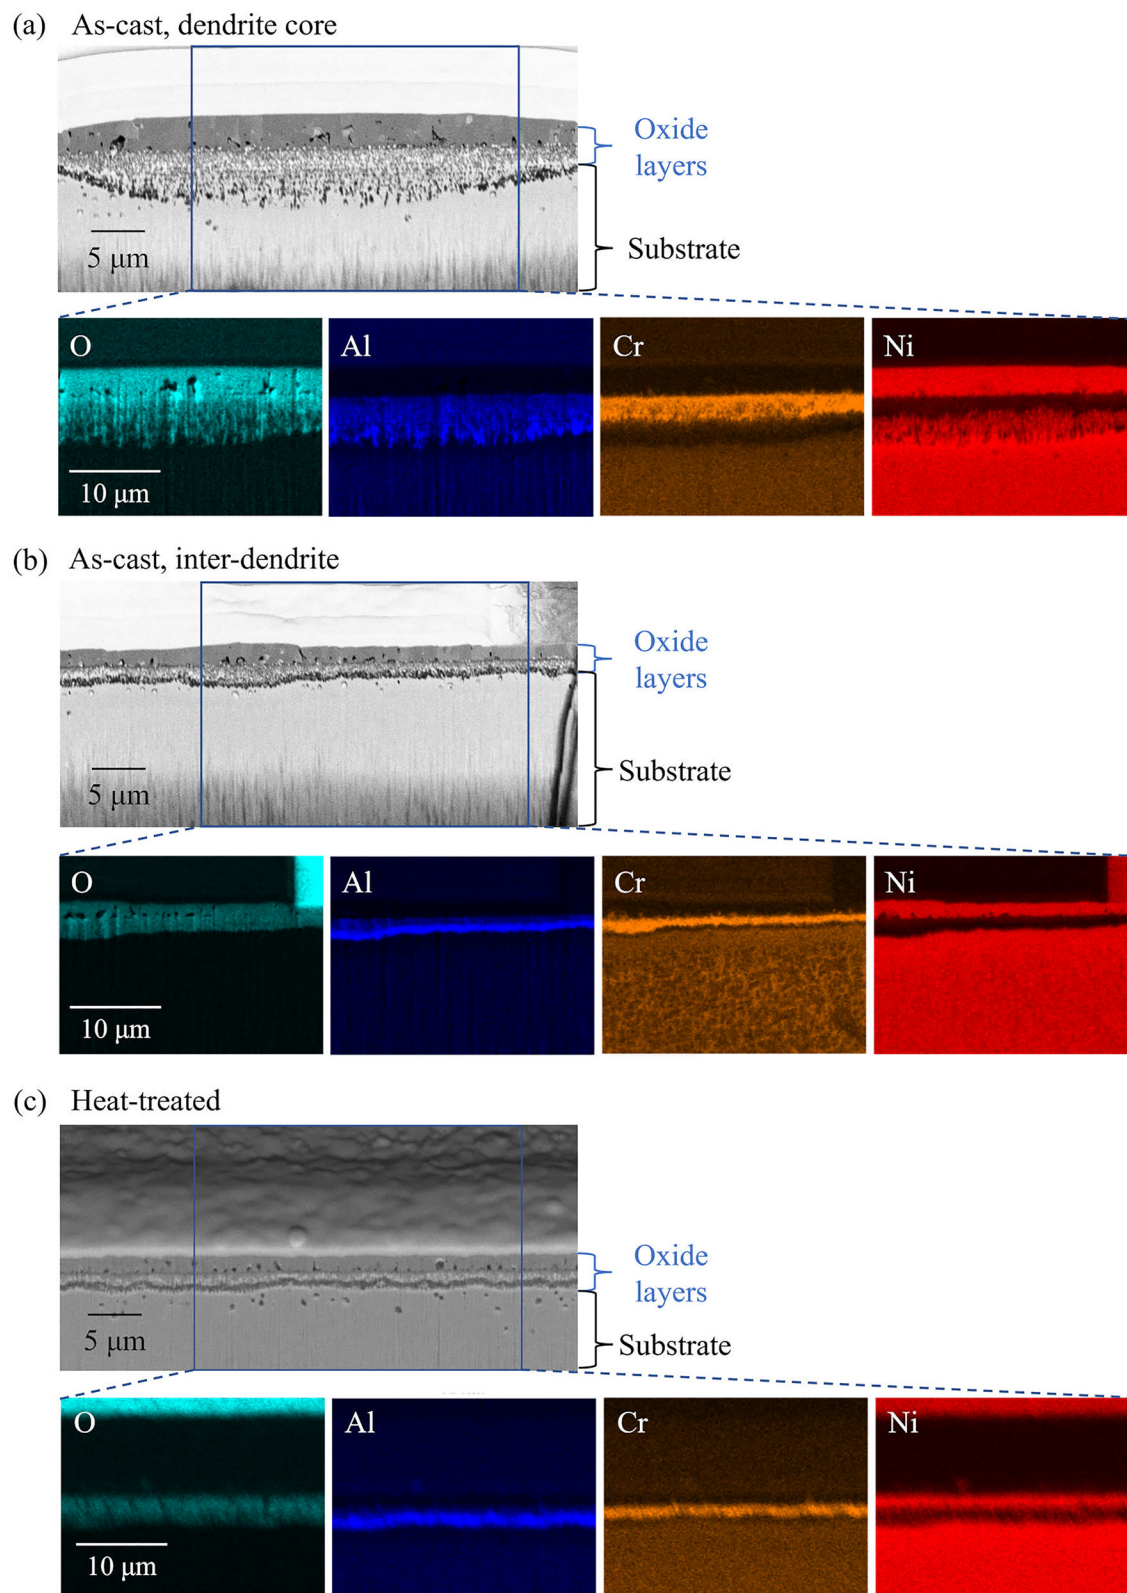 (a) As-cast, dendrite core
Oxide
layers
Substrate
5 μm
O
Al
Cr
Ni
10 μm
(b) As-cast, inter-dendrite
Oxide
layers
Substrate
5 μm
O
Al
Cr
Ni
10 μm
(c) Heat-treated
Oxide
layers
5 μm
Substrate
O
Al
Cr
Ni
10 μm